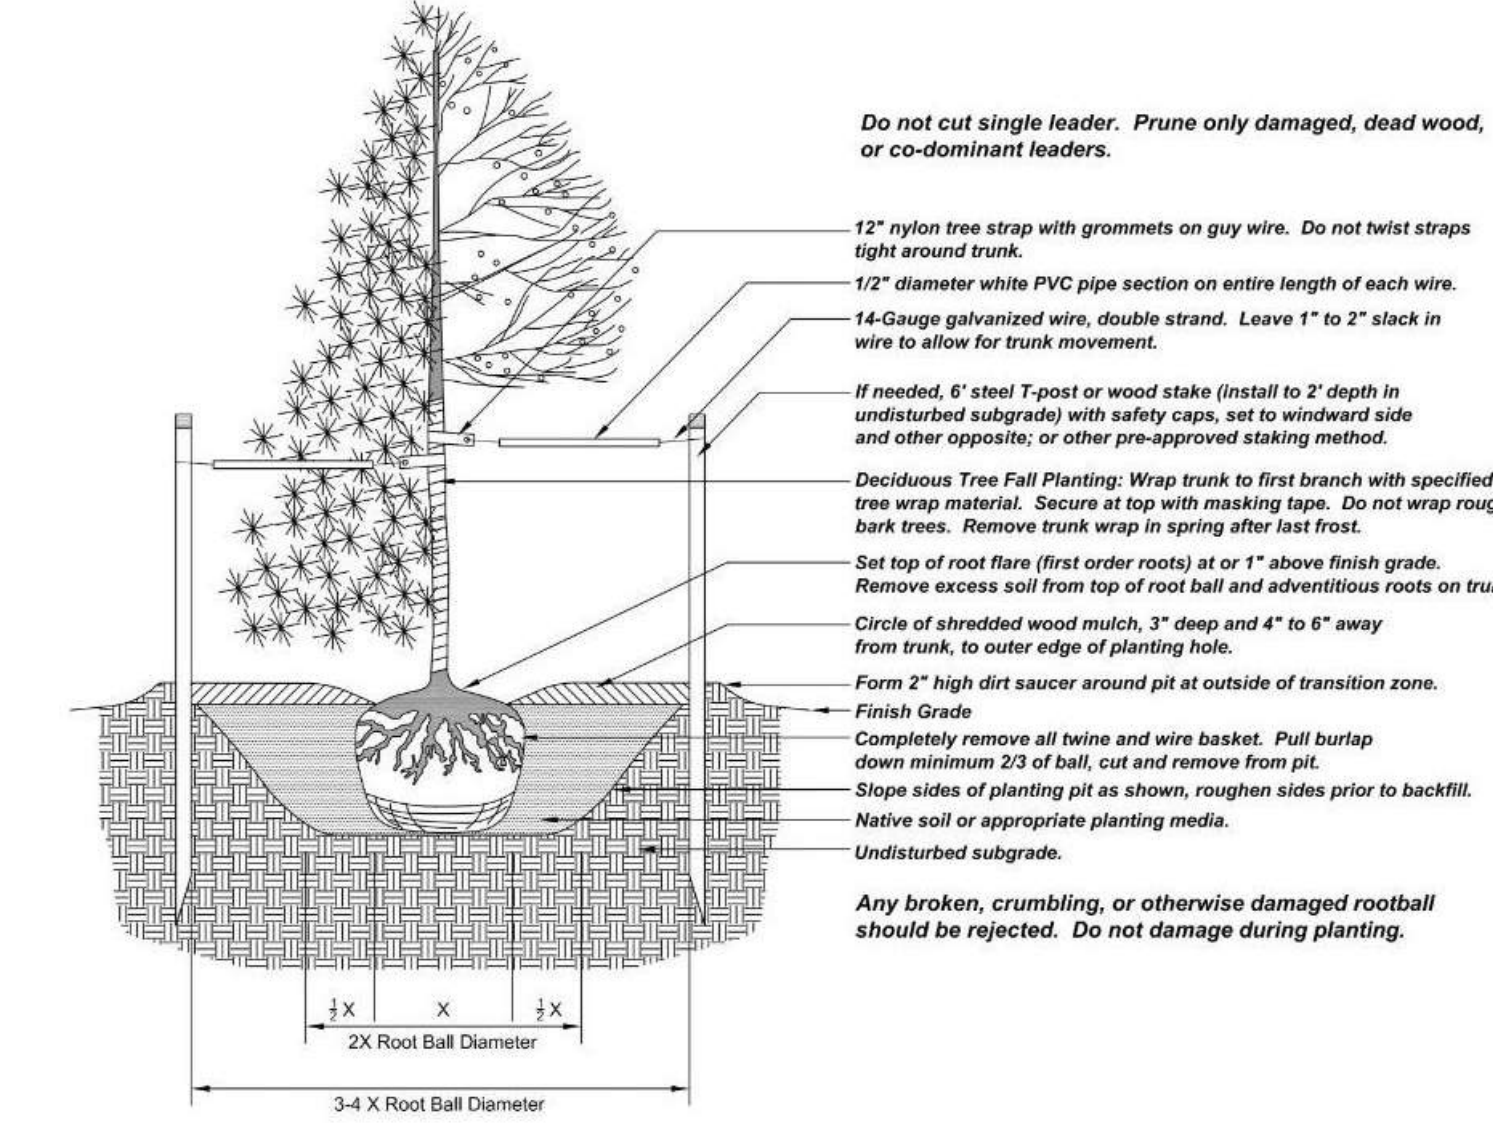 Do not cut single leader. Prune only damaged, dead wood,
or co-dominant leaders.
12" nylon tree strap with grommets on guy wire. Do not twist straps
tight around trunk.
1/2" diameter white PVC pipe section on entire length of each wire.
14-Gauge galvanized wire, double strand. Leave 1" to 2" slack in
wire to allow for trunk movement.
If needed, 6' steel T-post or wood stake (install to 2' depth in
undisturbed subgrade) with safety caps, set to windward side
and other opposite; or other pre-approved staking method.
Deciduous Tree Fall Planting: Wrap trunk to first branch with specified
tree wrap material. Secure at top with masking tape. Do not wrap roug
bark trees. Remove trunk wrap in spring after last frost.
Set top of root flare (first order roots) at or 1" above finish grade.
Remove excess soil from top of root ball and adventitious roots on tru
Circle of shredded wood mulch, 3" deep and 4" to 6" away
from trunk, to outer edge of planting hole.
Form 2" high dirt saucer around pit at outside of transition zone.
Finish Grade
Completely remove all twine and wire basket. Pull burlap
down minimum 2/3 of ball, cut and remove from pit.
Slope sides of planting pit as shown, roughen sides prior to backfill.
Native soil or appropriate planting media.
Undisturbed subgrade.
Any broken, crumbling, or otherwise damaged rootball
should be rejected. Do not damage during planting.
½ X X ½ X
2X Root Ball Diameter
3-4 X Root Ball Diameter